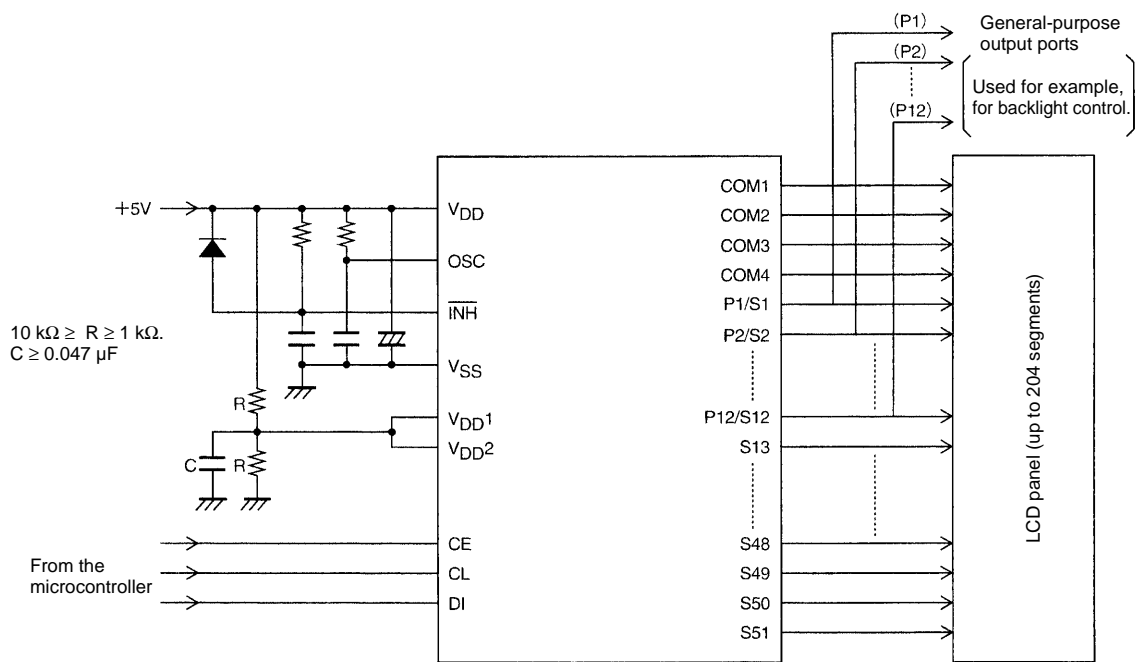 (P1)
General-purpose
output ports
(P2)
Used for example,
for backlight control.
(P12)
+5V
VDD
OSC
INH
VSS
VDD1
VDD2
CE
CL
DI
10 kΩ ≥ R ≥ 1 kΩ.
C ≥ 0.047 µF
R
C
R
From the
microcontroller
COM1
COM2
COM3
COM4
P1/S1
P2/S2
P12/S12
S13
S48
S49
S50
S51
LCD panel (up to 204 segments)